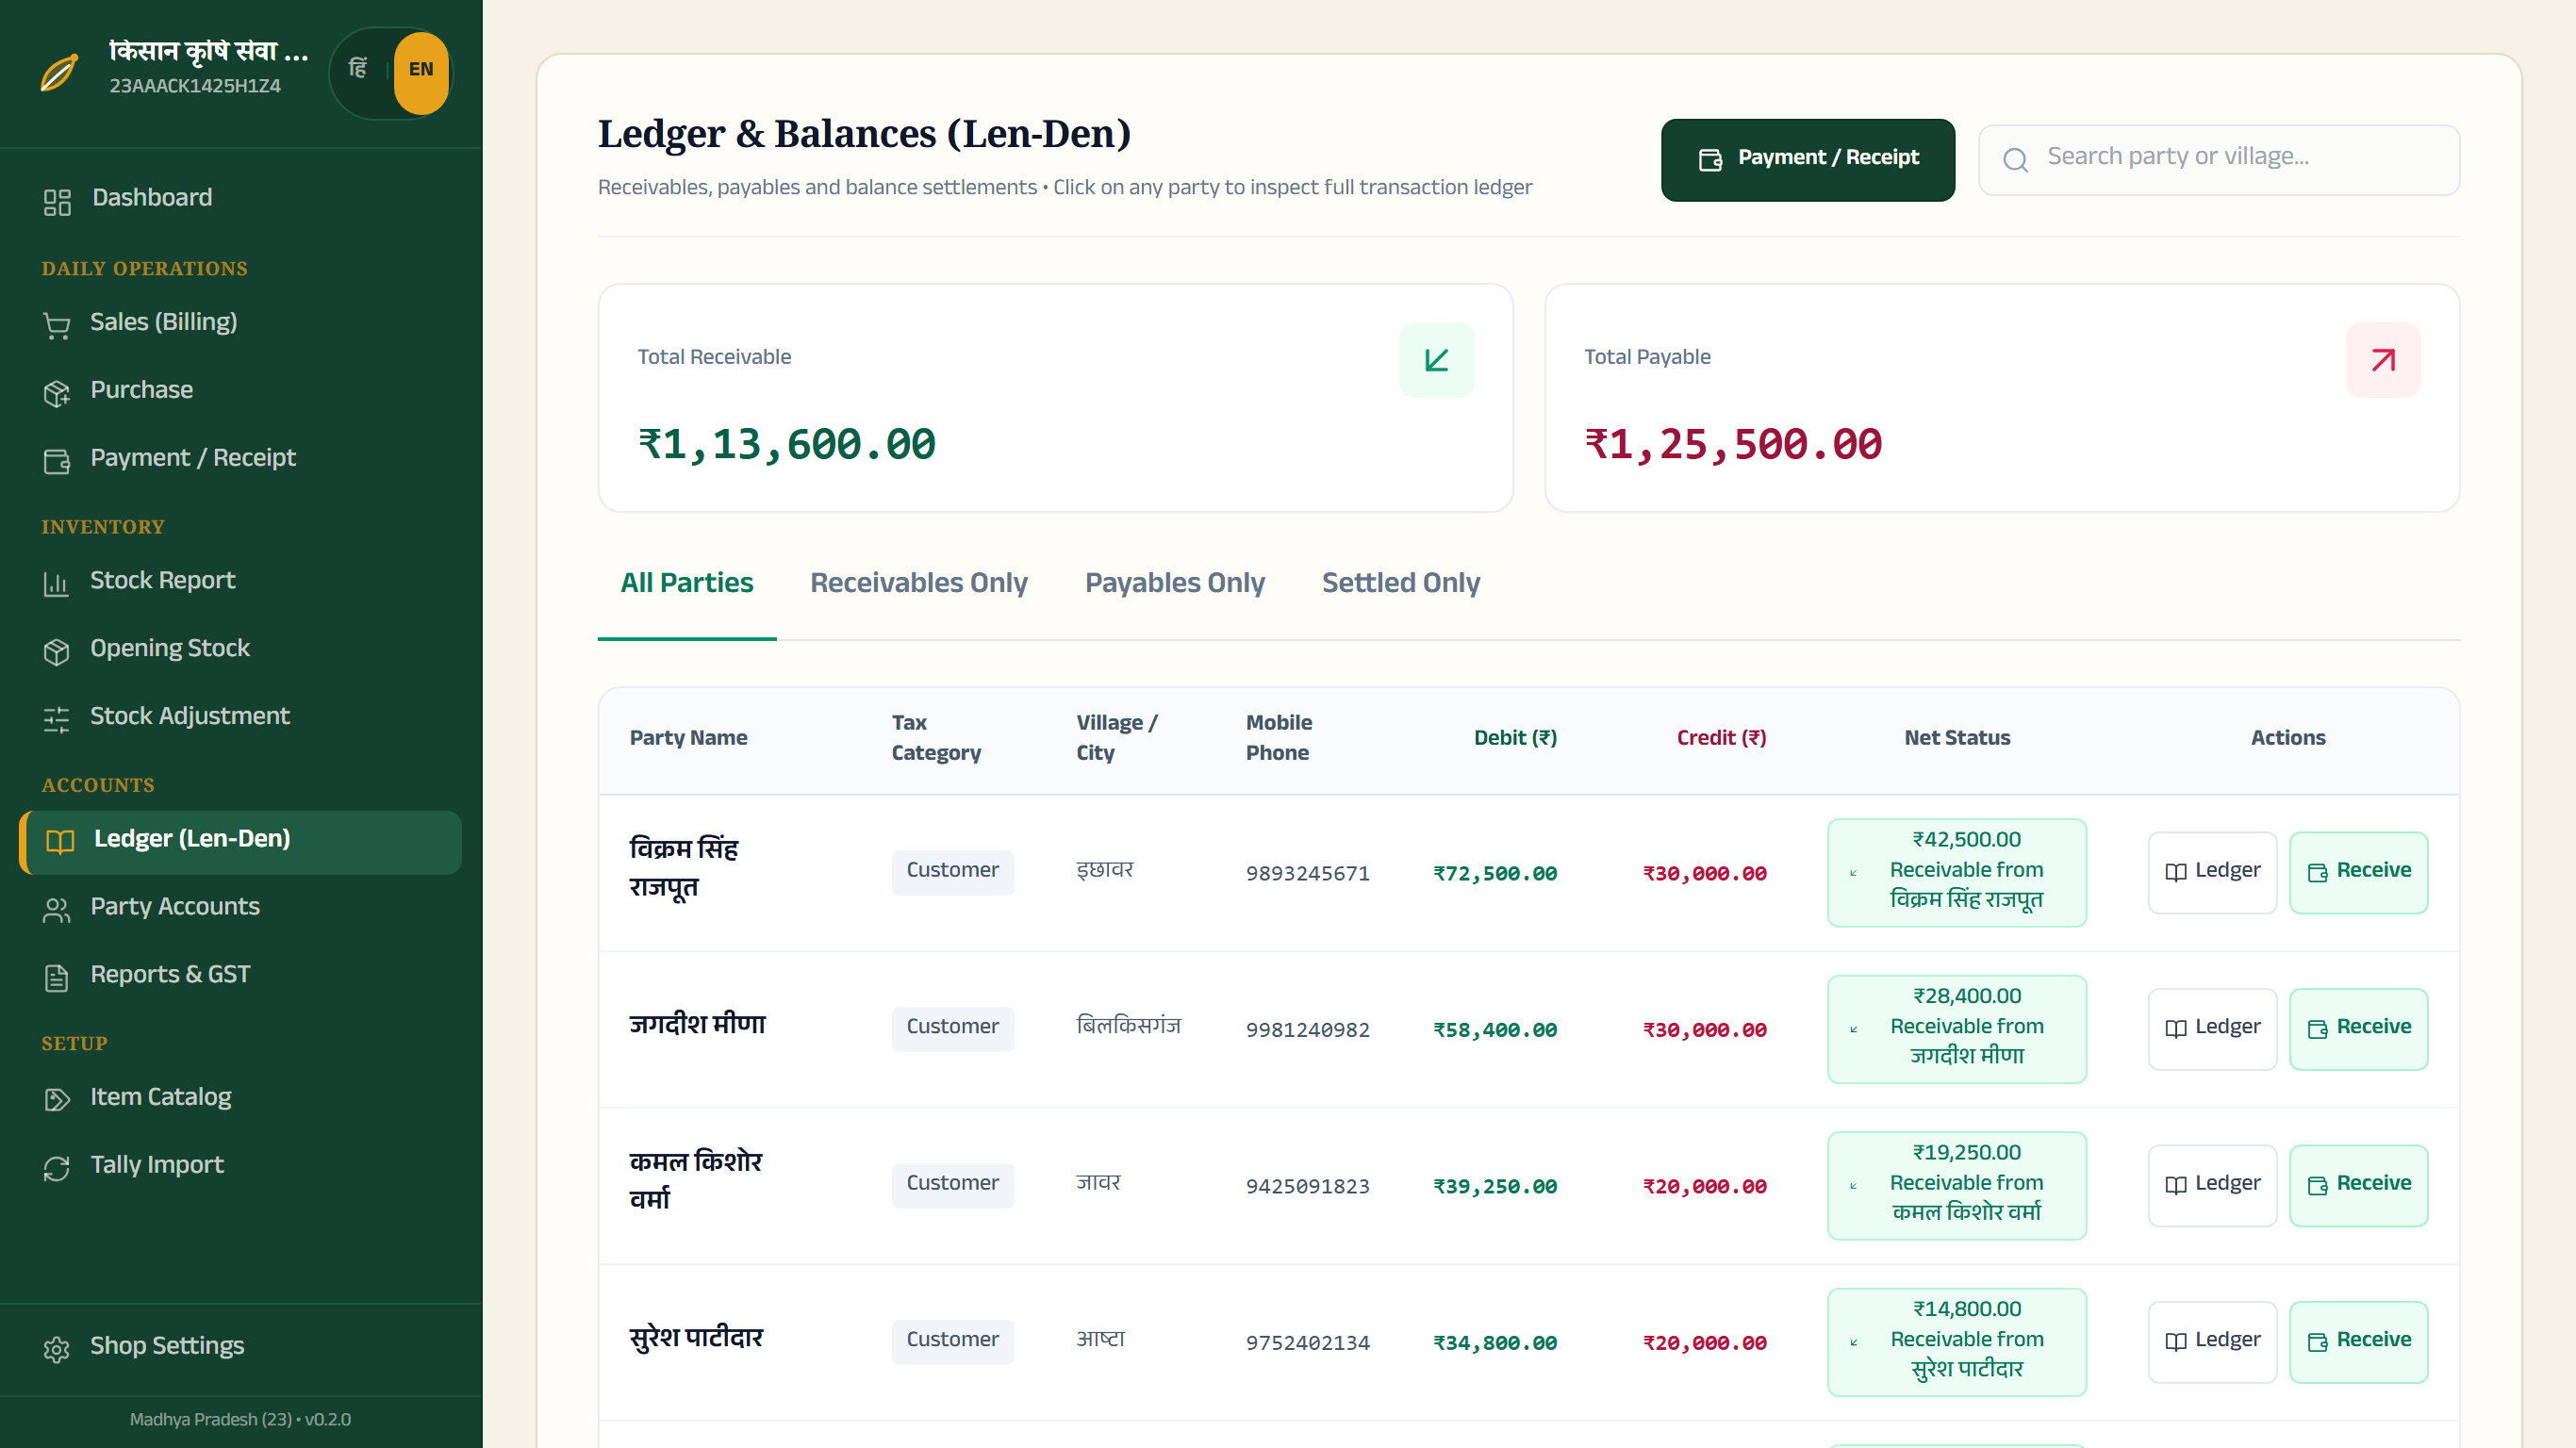 किसान कृषि सेवा ...
23AAACK1425H1Z4
हिं
EN
Dashboard
DAILY OPERATIONS
Sales (Billing)
Purchase
Payment / Receipt
INVENTORY
Stock Report
Opening Stock
Stock Adjustment
ACCOUNTS
Ledger (Len-Den)
Party Accounts
Reports & GST
SETUP
Item Catalog
Tally Import
Shop Settings
Madhya Pradesh (23) • v0.2.0
Ledger & Balances (Len-Den)
Receivables, payables and balance settlements • Click on any party to inspect full transaction ledger
Payment / Receipt
Search party or village...
Total Receivable
₹1,13,600.00
Total Payable
₹1,25,500.00
All Parties
Receivables Only
Payables Only
Settled Only
Party Name
Tax
Category
Village /
City
Mobile
Phone
Debit (₹)
Credit (₹)
Net Status
Actions
विक्रम सिंह
राजपूत
Customer
इछावर
9893245671
₹72,500.00
₹30,000.00
₹42,500.00
Receivable from
विक्रम सिंह राजपूत
Ledger
Receive
जगदीश मीणा
Customer
बिलकिसगंज
9981240982
₹58,400.00
₹30,000.00
₹28,400.00
Receivable from
जगदीश मीणा
Ledger
Receive
कमल किशोर
वर्मा
Customer
जावर
9425091823
₹39,250.00
₹20,000.00
₹19,250.00
Receivable from
कमल किशोर वर्मा
Ledger
Receive
सुरेश पाटीदार
Customer
आष्टा
9752402134
₹34,800.00
₹20,000.00
₹14,800.00
Receivable from
सुरेश पाटीदार
Ledger
Receive